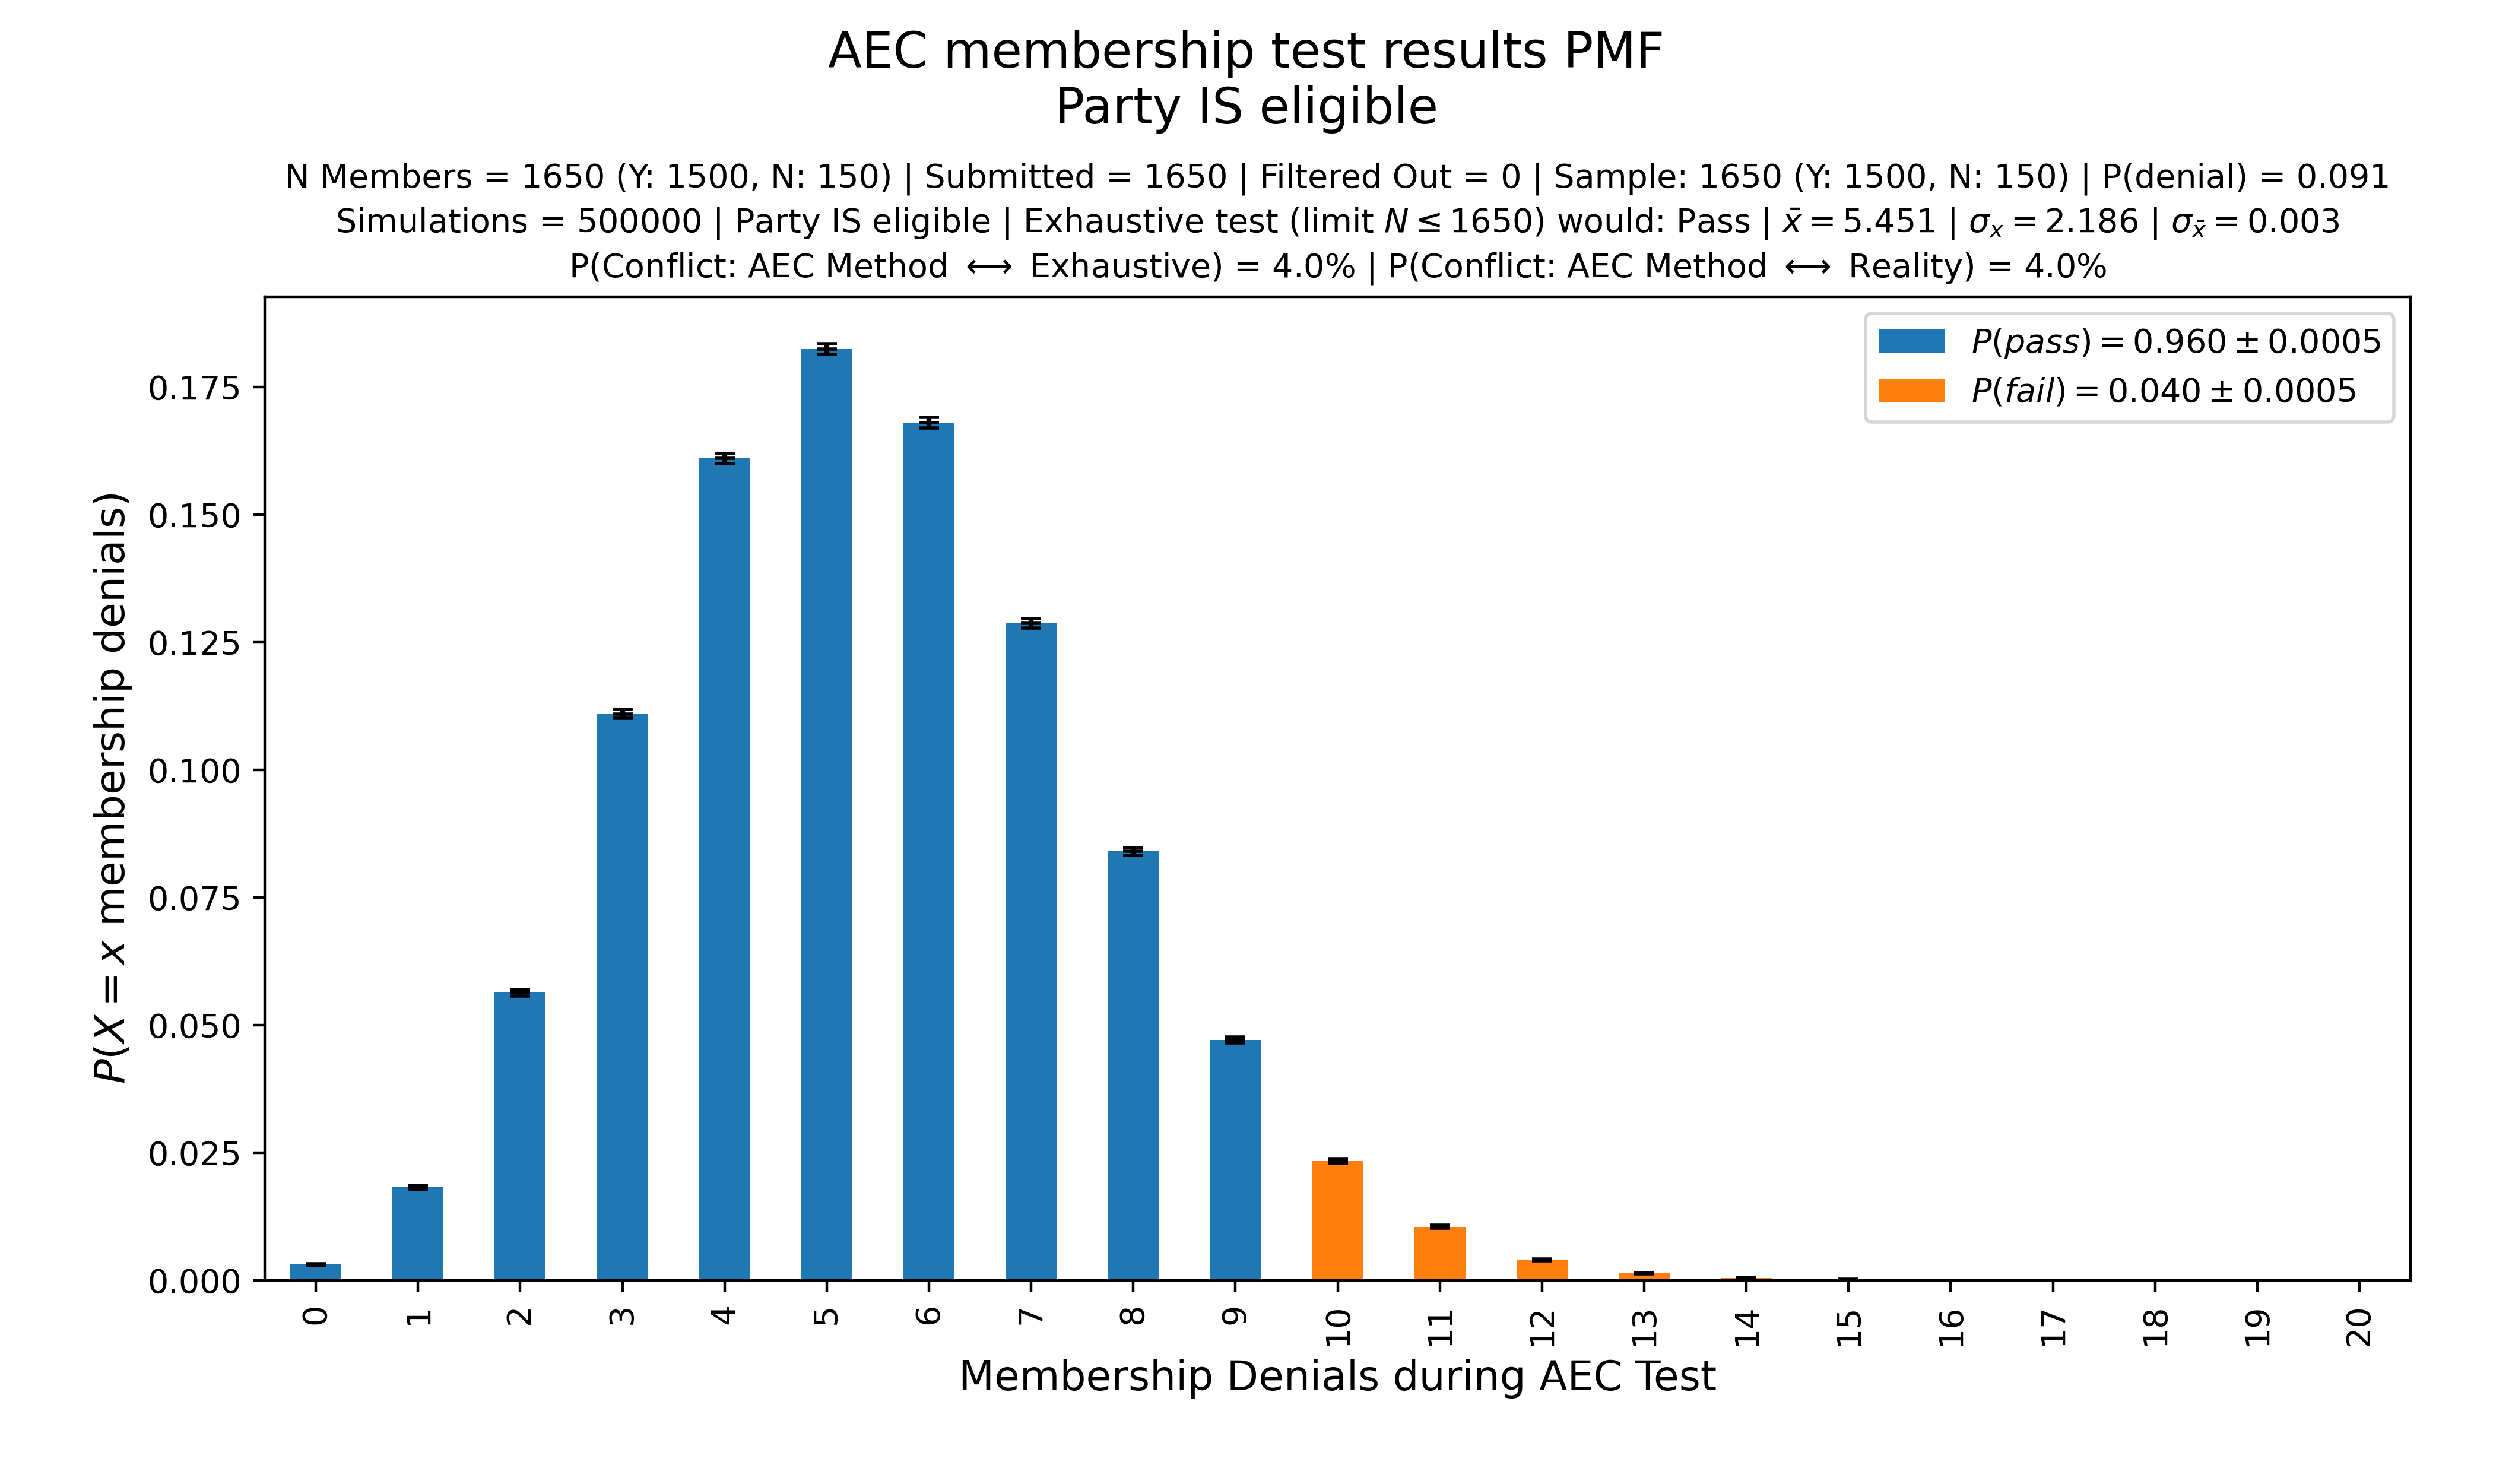 AEC membership test results PMF
Party IS eligible
N Members = 1650 (Y: 1500, N: 150) | Submitted = 1650 | Filtered Out = 0 | Sample: 1650 (Y: 1500, N: 150) | P(denial) = 0.091
Simulations = 500000 | Party IS eligible | Exhaustive test (limit N ≤ 1650) would: Pass | x̄ = 5.451 | σₓ = 2.186 | σ_x̄ = 0.003
P(Conflict: AEC Method ⟷ Exhaustive) = 4.0% | P(Conflict: AEC Method ⟷ Reality) = 4.0%
P(pass) = 0.960 ± 0.0005
P(fail) = 0.040 ± 0.0005
P(X = x membership denials)
0.175
0.150
0.125
0.100
0.075
0.050
0.025
0.000
0 1 2 3 4 5 6 7 8 9 10 11 12 13 14 15 16 17 18 19 20
Membership Denials during AEC Test